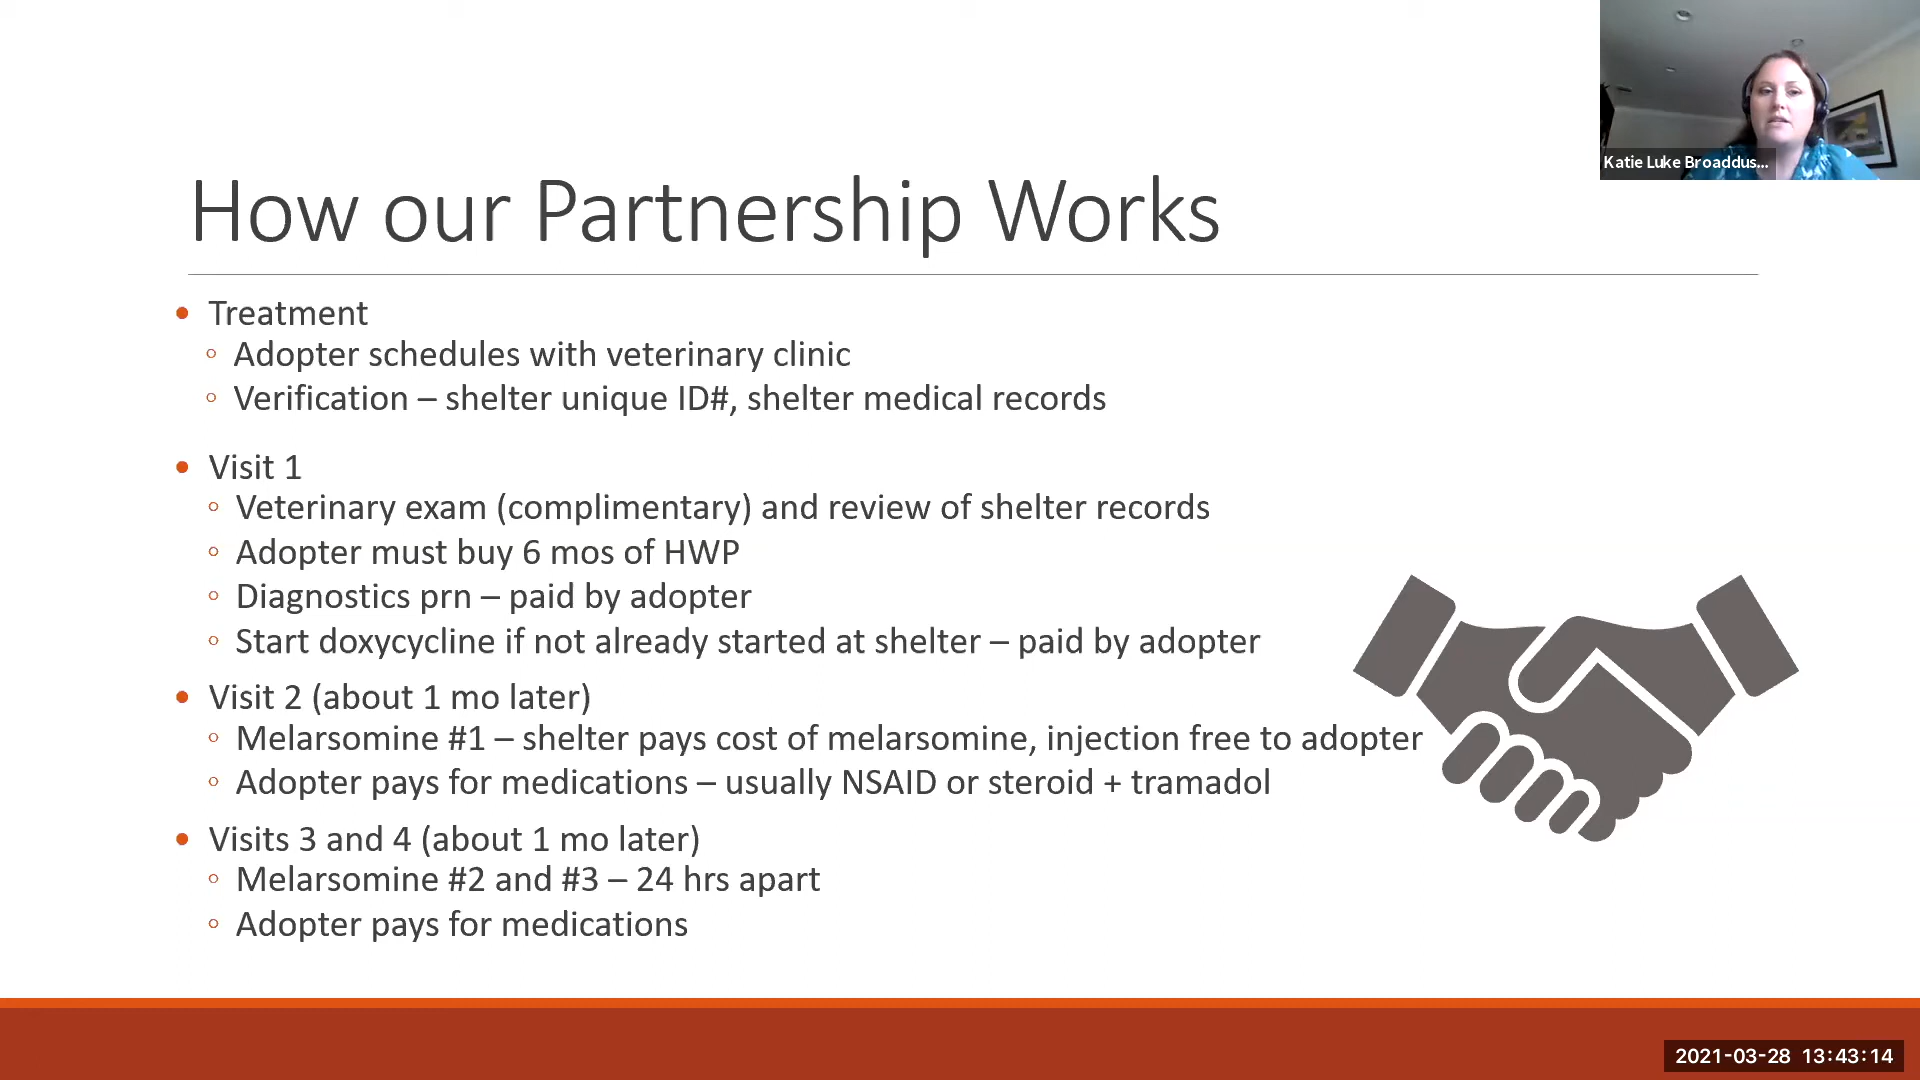 Katie Luke Broaddus...
How our Partnership Works
• Treatment
◦ Adopter schedules with veterinary clinic
◦ Verification – shelter unique ID#, shelter medical records
• Visit 1
◦ Veterinary exam (complimentary) and review of shelter records
◦ Adopter must buy 6 mos of HWP
◦ Diagnostics prn – paid by adopter
◦ Start doxycycline if not already started at shelter – paid by adopter
• Visit 2 (about 1 mo later)
◦ Melarsomine #1 – shelter pays cost of melarsomine, injection free to adopter
◦ Adopter pays for medications – usually NSAID or steroid + tramadol
• Visits 3 and 4 (about 1 mo later)
◦ Melarsomine #2 and #3 – 24 hrs apart
◦ Adopter pays for medications
2021-03-28 13:43:14